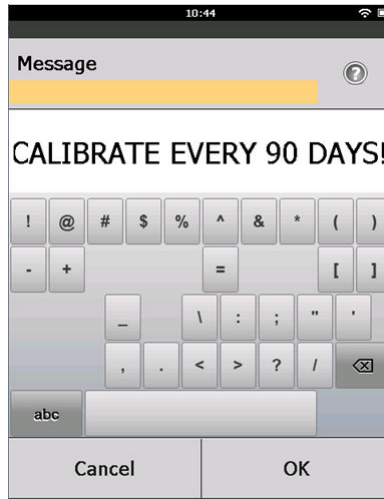 10:44
Message
?
CALIBRATE EVERY 90 DAYS!
! @ # $ % ^ & * ( )
- + = [ ]
_ \ : ; " '
, . < > ? /
abc
Cancel OK